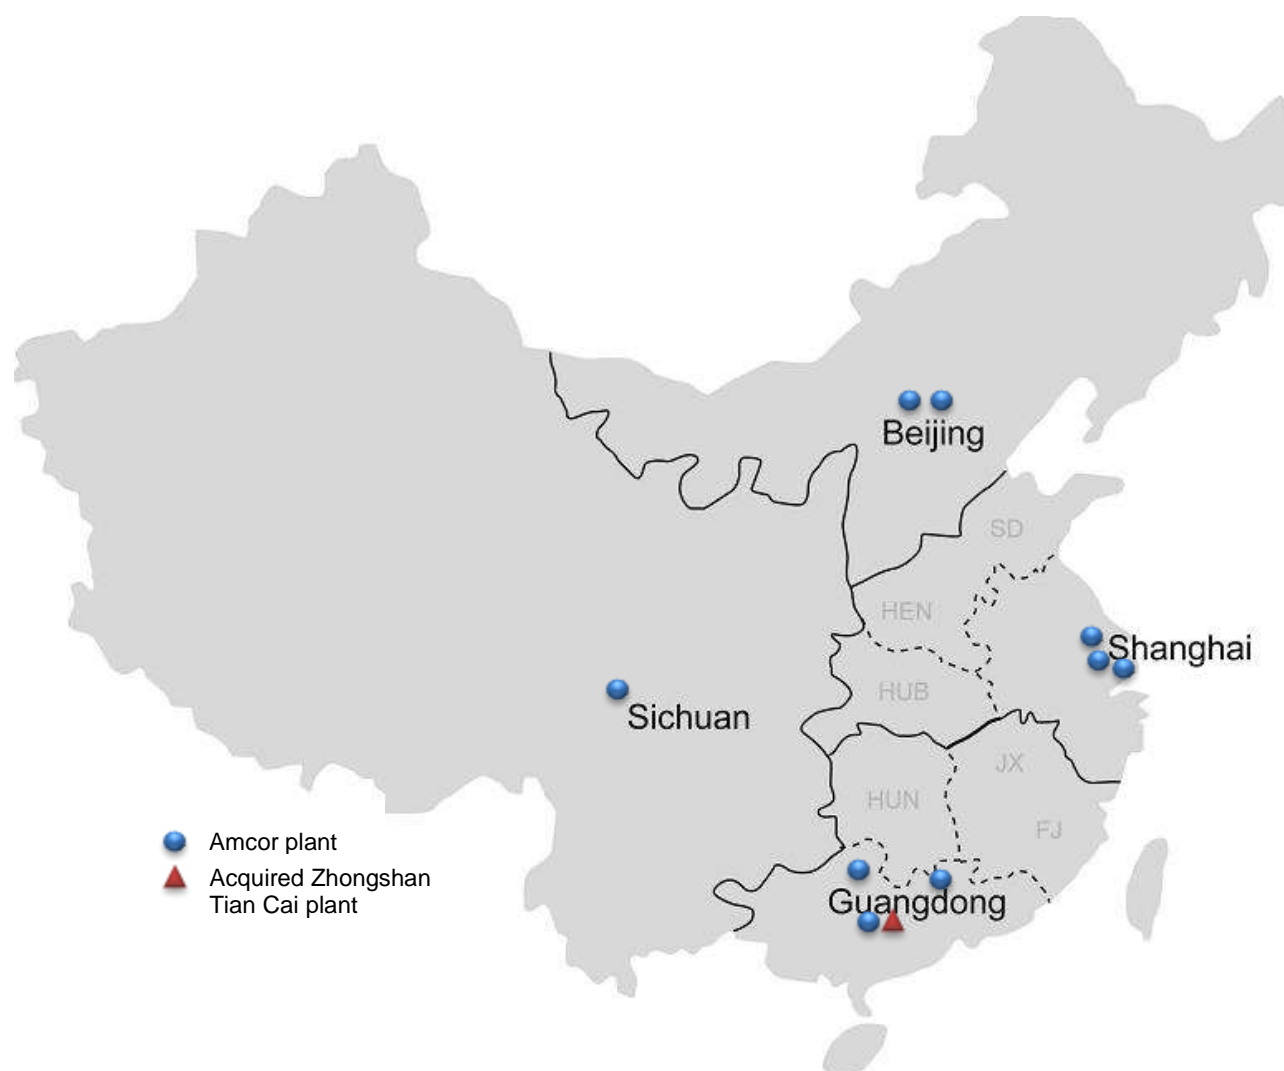 Beijing
SD
HEN
Shanghai
HUB
Sichuan
JX
HUN
FJ
Amcor plant
Acquired Zhongshan
Tian Cai plant
Guangdong